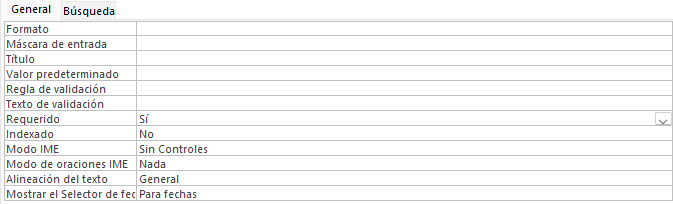 General Búsqueda
Formato
Máscara de entrada
Título
Valor predeterminado
Regla de validación
Texto de validación
Requerido Sí
Indexado No
Modo IME Sin Controles
Modo de oraciones IME Nada
Alineación del texto General
Mostrar el Selector de fec Para fechas